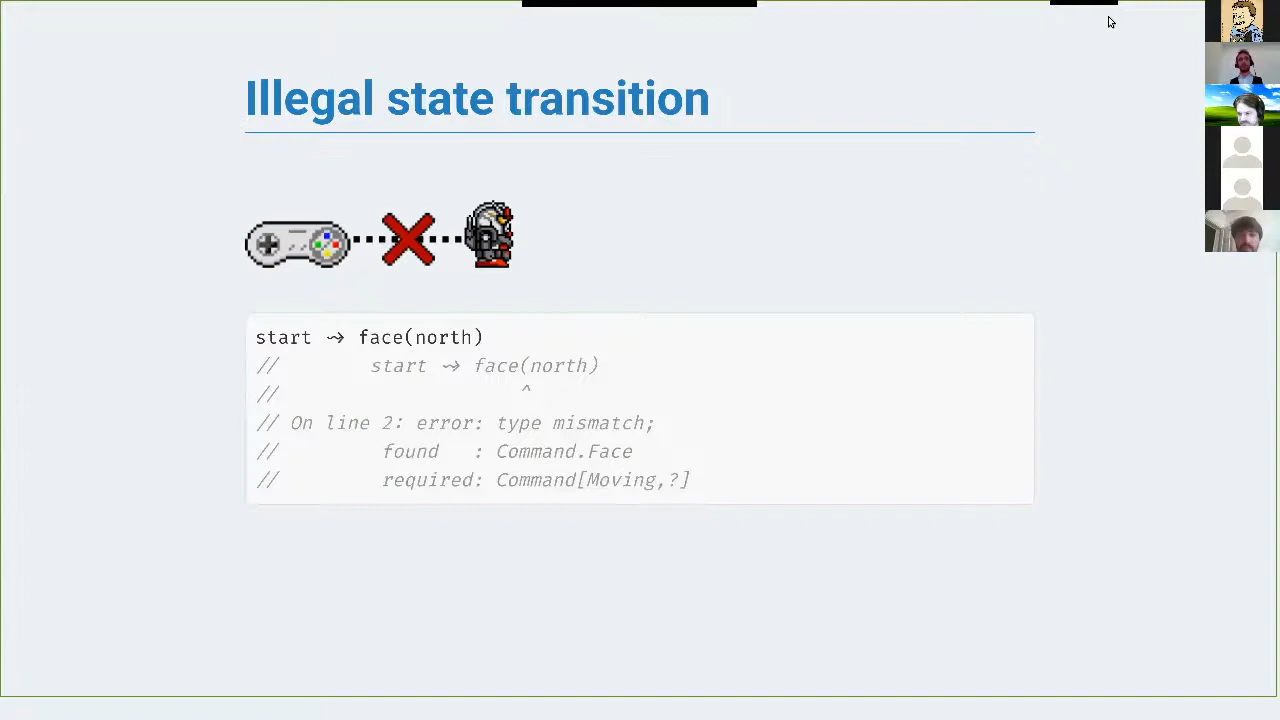 Illegal state transition
start ⤳ face(north)
//        start ⤳ face(north)
//                     ^
// On line 2: error: type mismatch;
//         found   : Command.Face
//         required: Command[Moving,?]